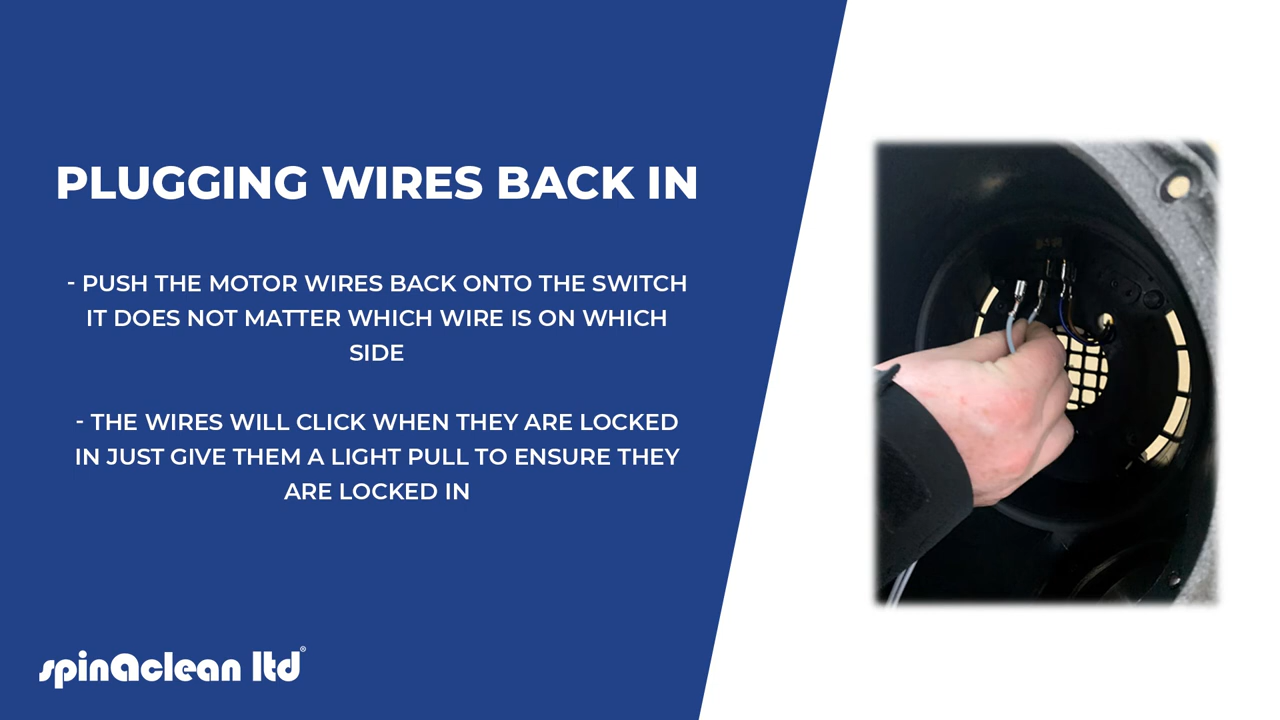 PLUGGING WIRES BACK IN
- PUSH THE MOTOR WIRES BACK ONTO THE SWITCH
IT DOES NOT MATTER WHICH WIRE IS ON WHICH
SIDE
- THE WIRES WILL CLICK WHEN THEY ARE LOCKED
IN JUST GIVE THEM A LIGHT PULL TO ENSURE THEY
ARE LOCKED IN
spinaclean ltd®